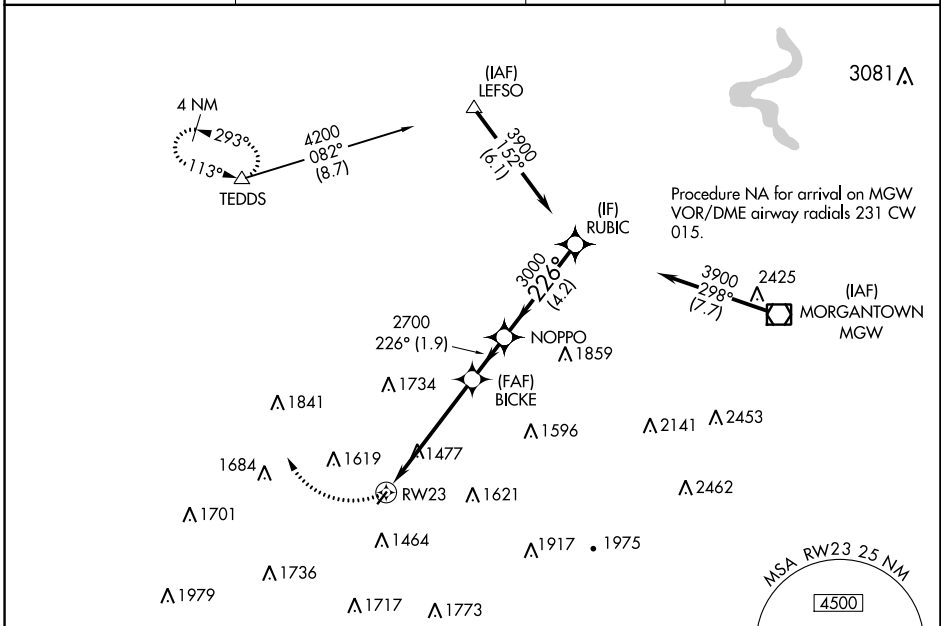 (IAF)
LEFSO
3081
4 NM
293°
113°
TEDDS
4200
082°
(8.7)
3900
152°
(6.1)
Procedure NA for arrival on MGW
VOR/DME airway radials 231 CW
015.
(IF)
RUBIC
3000
226°
(4.2)
3900
298°
(7.7)
2425
(IAF)
MORGANTOWN
MGW
2700
226° (1.9)
NOPPO
1859
(FAF)
BICKE
1734
1841
1596
2141
2453
1477
1619
1684
RW23
1621
2462
1701
1464
1917
1975
1736
1979
1717
1773
MSA RW23 25 NM
4500